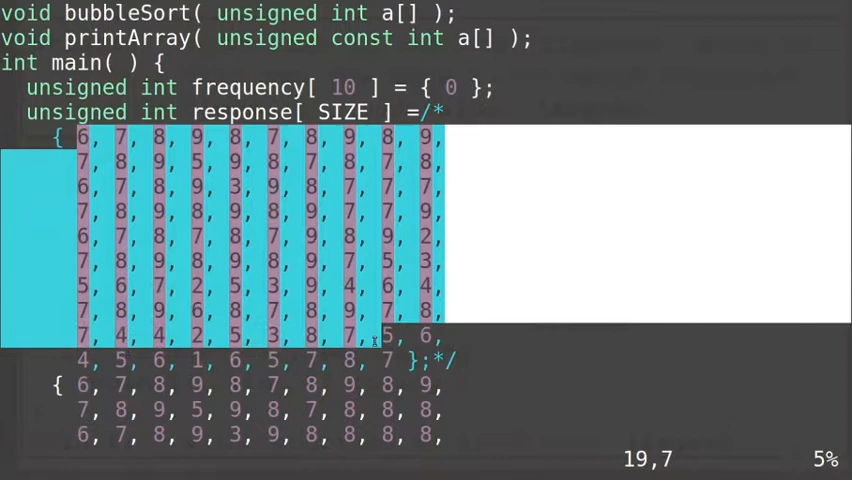 void bubbleSort( unsigned int a[] );
void printArray( unsigned const int a[] );
int main( ) {
unsigned int frequency[ 10 ] = { 0 };
unsigned int response[ SIZE ] =/*
{ 6, 7, 8, 9, 8, 7, 8, 9, 8, 9,
7, 8, 9, 5, 9, 8, 7, 8, 7, 8,
6, 7, 8, 9, 3, 9, 8, 7, 7, 7,
7, 8, 9, 8, 9, 8, 9, 7, 7, 9,
6, 7, 8, 7, 8, 7, 9, 8, 9, 2,
7, 8, 9, 8, 9, 8, 9, 7, 5, 3,
5, 6, 7, 2, 5, 3, 9, 4, 6, 4,
7, 8, 9, 6, 8, 7, 8, 9, 7, 8,
7, 4, 4, 2, 5, 3, 8, 7, 5, 6,
4, 5, 6, 1, 6, 5, 7, 8, 7 };*/
{ 6, 7, 8, 9, 8, 7, 8, 9, 8, 9,
7, 8, 9, 5, 9, 8, 7, 8, 8, 8,
6, 7, 8, 9, 3, 9, 8, 8, 8, 8,
19,7 5%